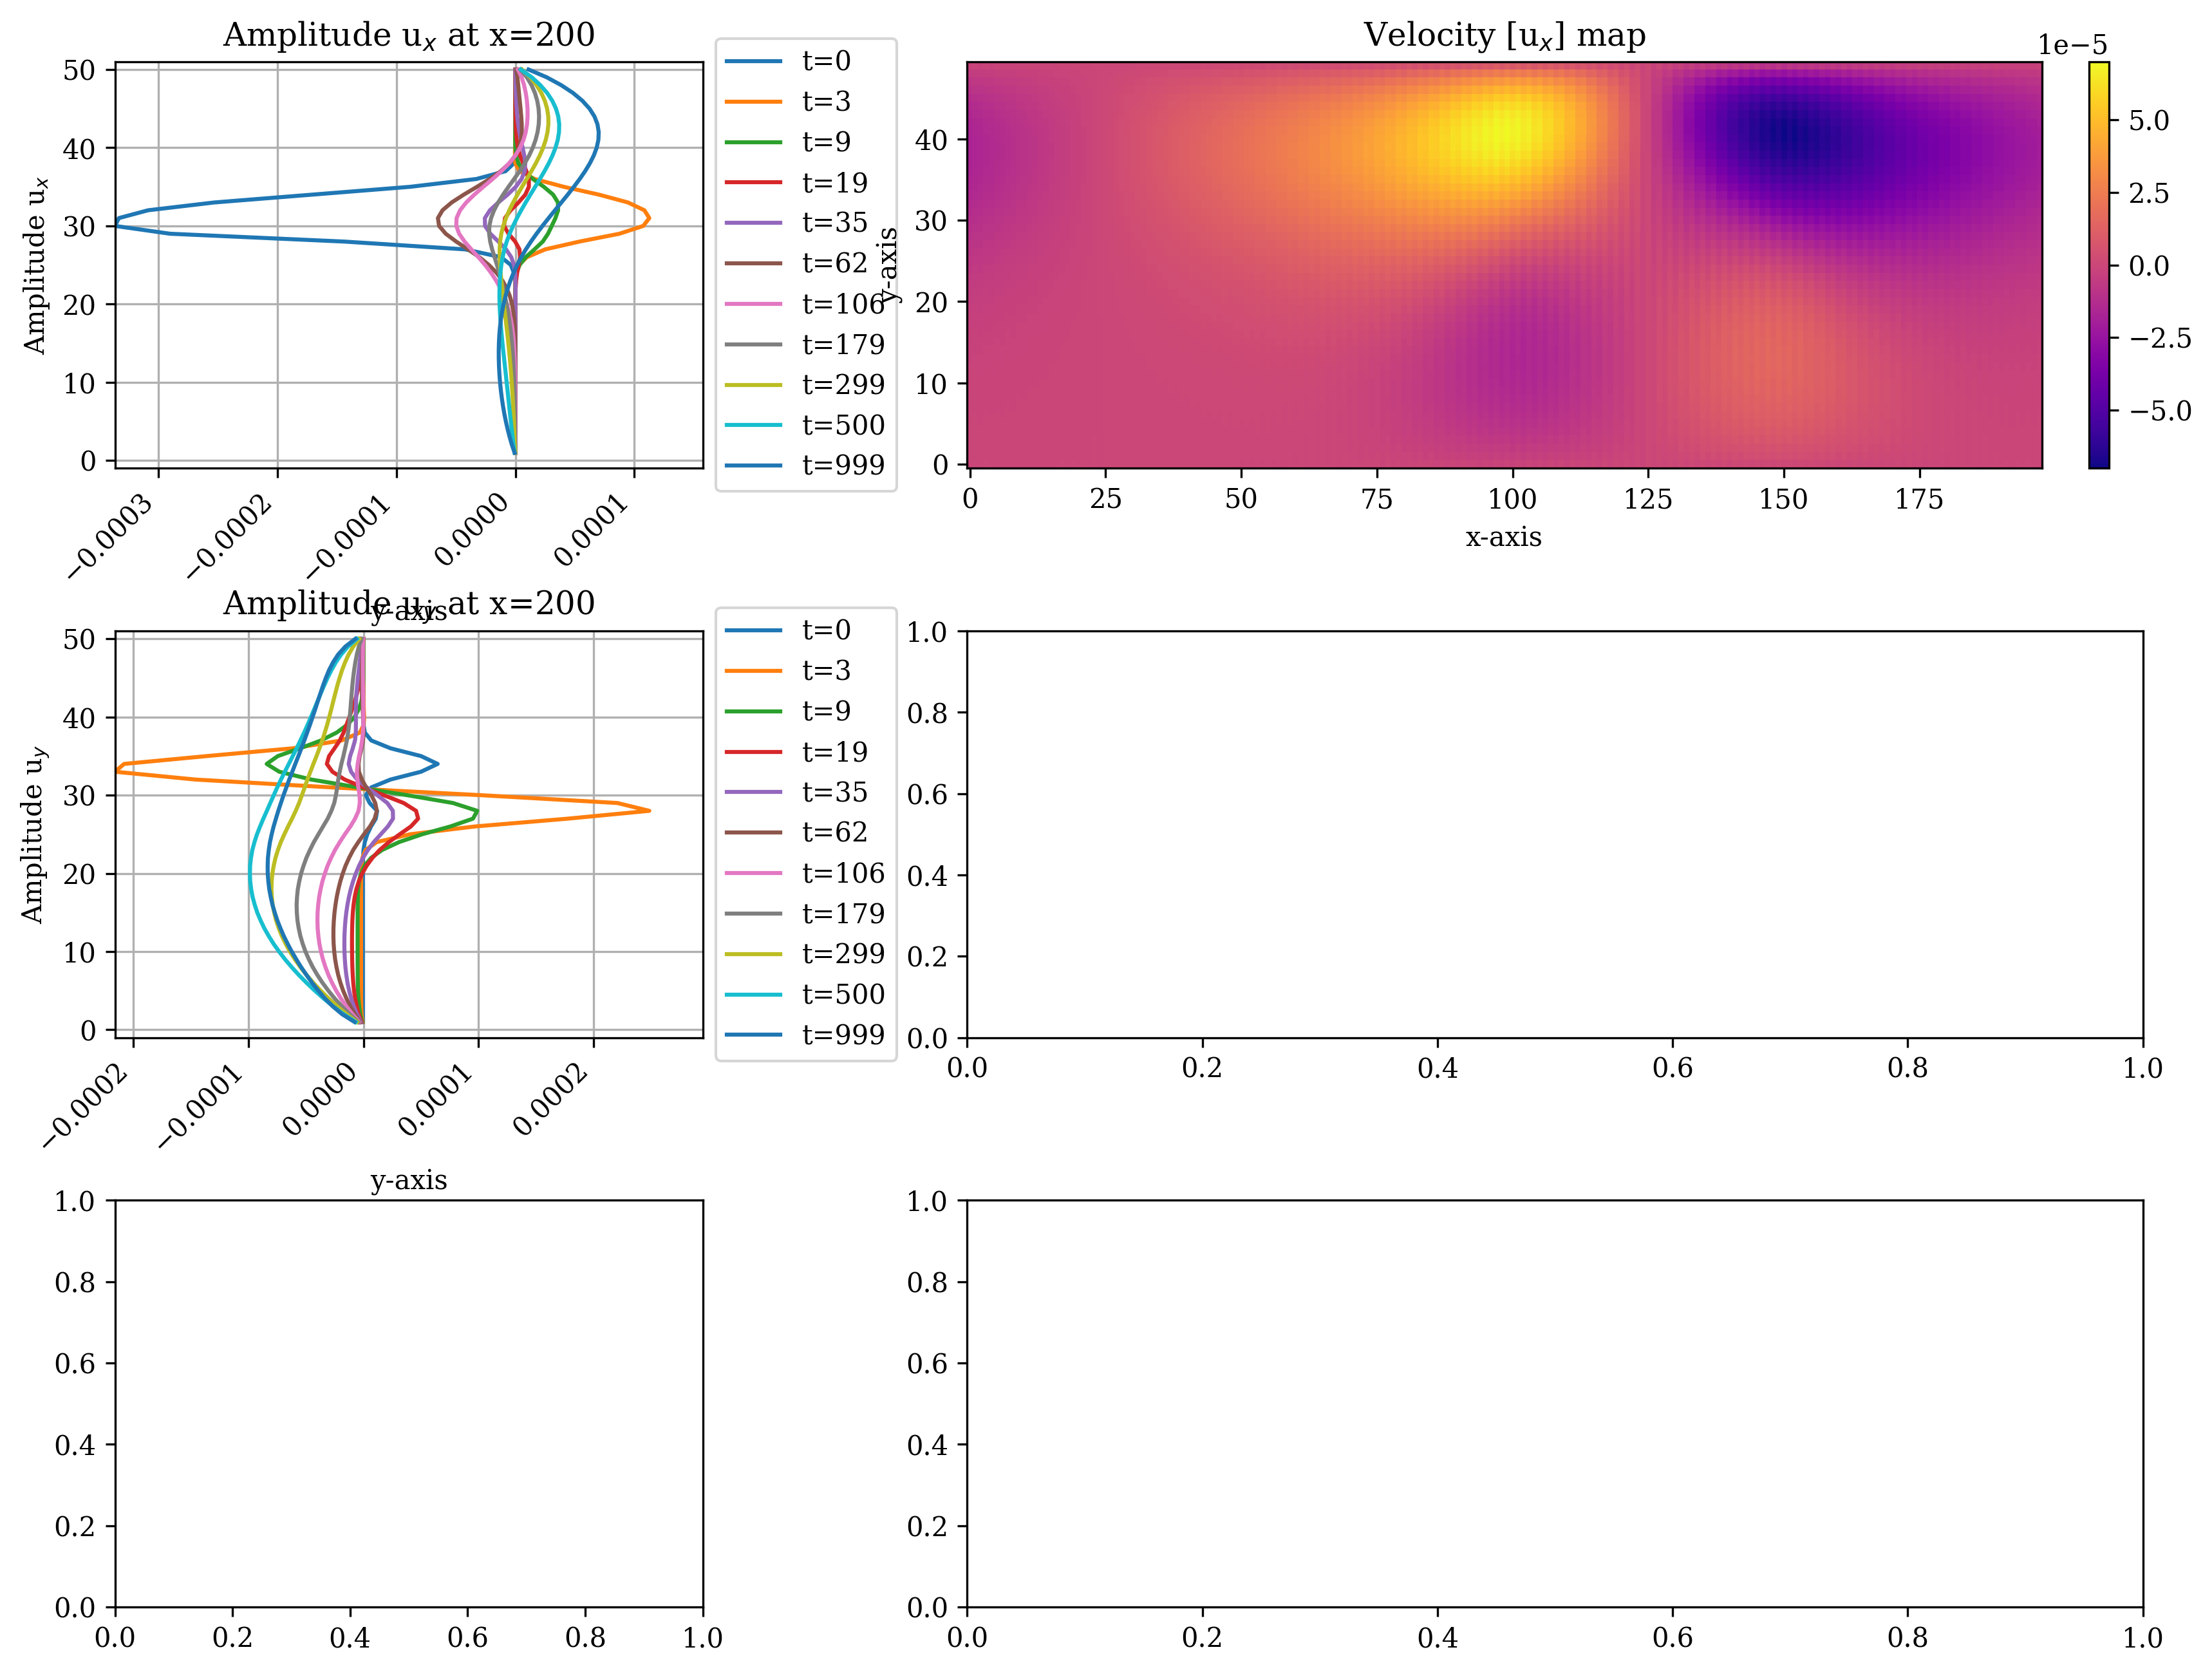 Amplitude uₓ at x=200
Amplitude uₓ
50
40
30
20
10
0
−0.0003
−0.0002
−0.0001
0.0000
0.0001
y-axis
t=0
t=3
t=9
t=19
t=35
t=62
t=106
t=179
t=299
t=500
t=999
Velocity [uₓ] map
y-axis
40
30
20
10
0
0 25 50 75 100 125 150 175
x-axis
1e−5
5.0
2.5
0.0
−2.5
−5.0
Amplitude u_y at x=200
Amplitude u_y
50
40
30
20
10
0
−0.0002
−0.0001
0.0000
0.0001
0.0002
y-axis
t=0
t=3
t=9
t=19
t=35
t=62
t=106
t=179
t=299
t=500
t=999
1.0
0.8
0.6
0.4
0.2
0.0
0.0 0.2 0.4 0.6 0.8 1.0
1.0
0.8
0.6
0.4
0.2
0.0
0.0 0.2 0.4 0.6 0.8 1.0
1.0
0.8
0.6
0.4
0.2
0.0
0.0 0.2 0.4 0.6 0.8 1.0